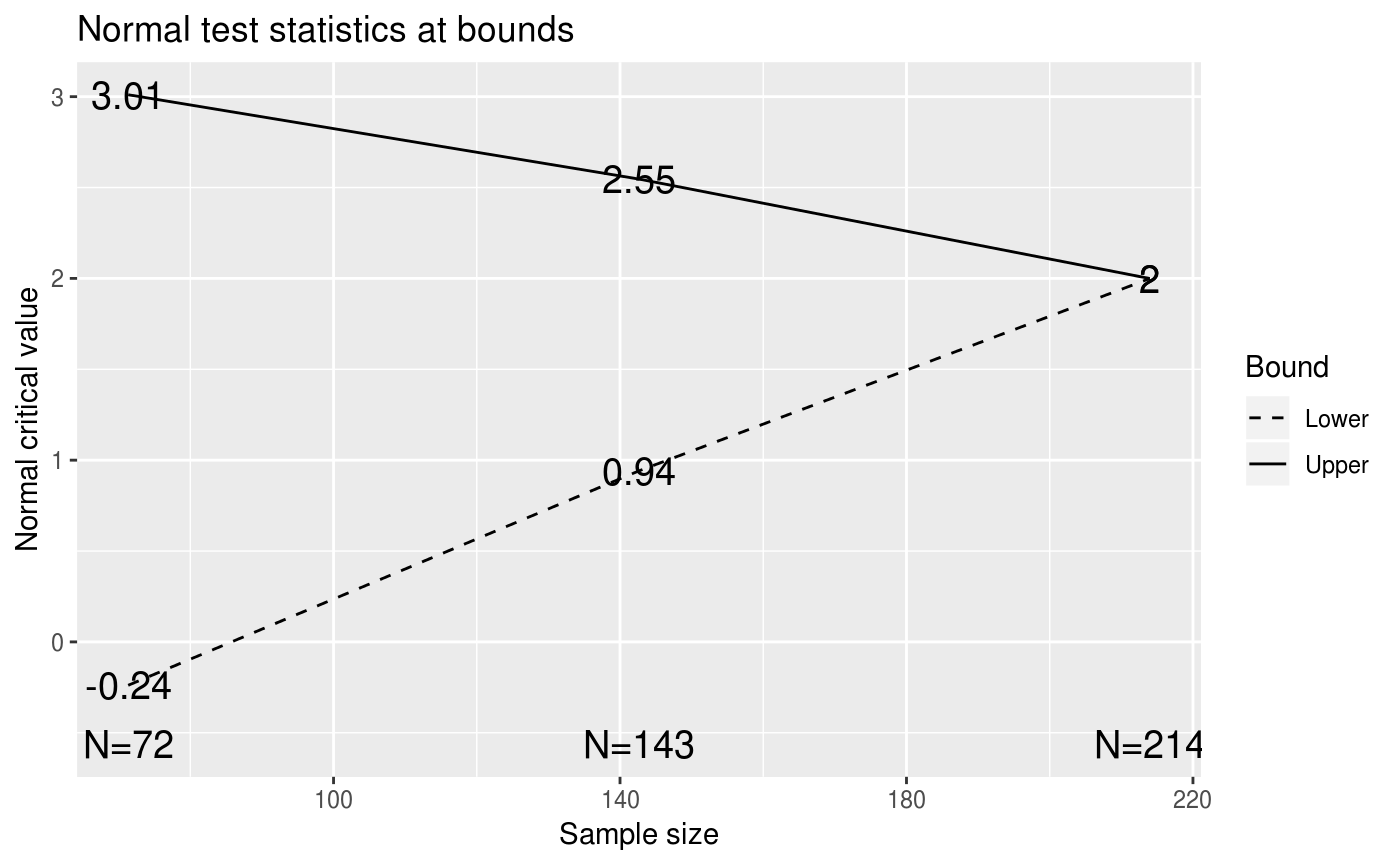 Normal test statistics at bounds
Normal critical value
3
2
1
0
3.01
2.55
2
0.94
-0.24
N=72 N=143 N=214
100 140 180 220
Sample size
Bound
Lower
Upper